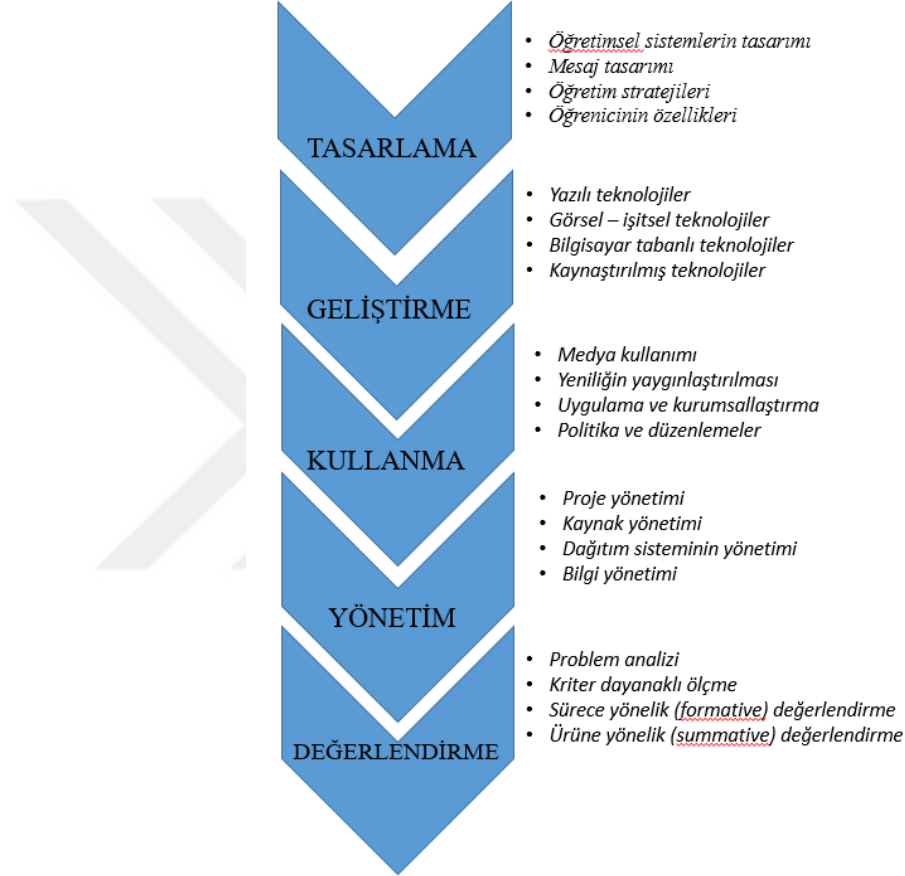 • Öğretimsel sistemlerin tasarımı
• Mesaj tasarımı
• Öğretim stratejileri
• Öğrenicinin özellikleri
TASARLAMA
• Yazılı teknolojiler
• Görsel – işitsel teknolojiler
• Bilgisayar tabanlı teknolojiler
• Kaynaştırılmış teknolojiler
GELİŞTİRME
• Medya kullanımı
• Yeniliğin yaygınlaştırılması
• Uygulama ve kurumsallaştırma
• Politika ve düzenlemeler
KULLANMA
• Proje yönetimi
• Kaynak yönetimi
• Dağıtım sisteminin yönetimi
• Bilgi yönetimi
YÖNETİM
• Problem analizi
• Kriter dayanaklı ölçme
• Sürece yönelik (formative) değerlendirme
• Ürüne yönelik (summative) değerlendirme
DEĞERLENDİRME